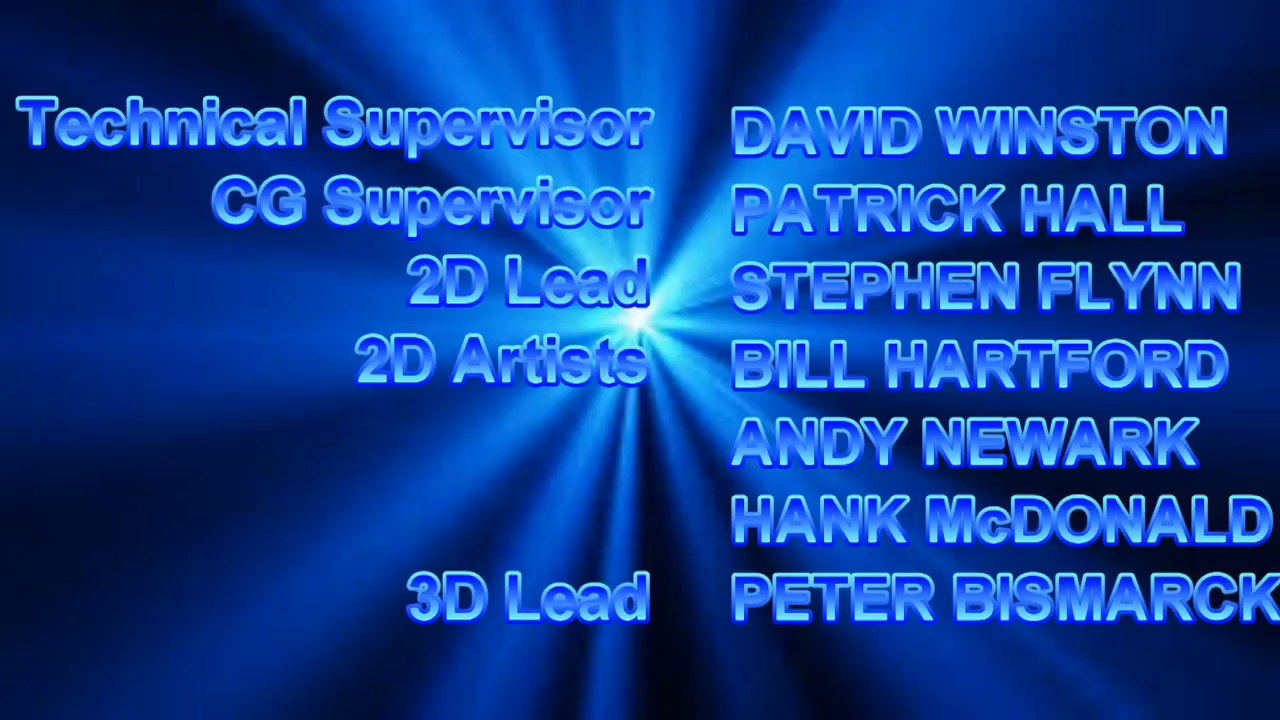 Technical Supervisor DAVID WINSTON
CG Supervisor PATRICK HALL
2D Lead STEPHEN FLYNN
2D Artists BILL HARTFORD
ANDY NEWARK
HANK McDONALD
3D Lead PETER BISMARCK